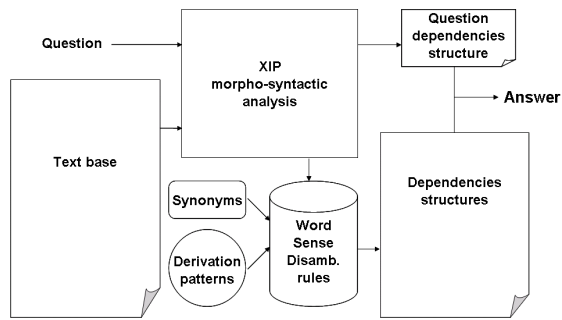 Question
XIP
morpho-syntactic
analysis
Question
dependencies
structure
Answer
Text base
Synonyms
Derivation
patterns
Word
Sense
Disamb.
rules
Dependencies
structures